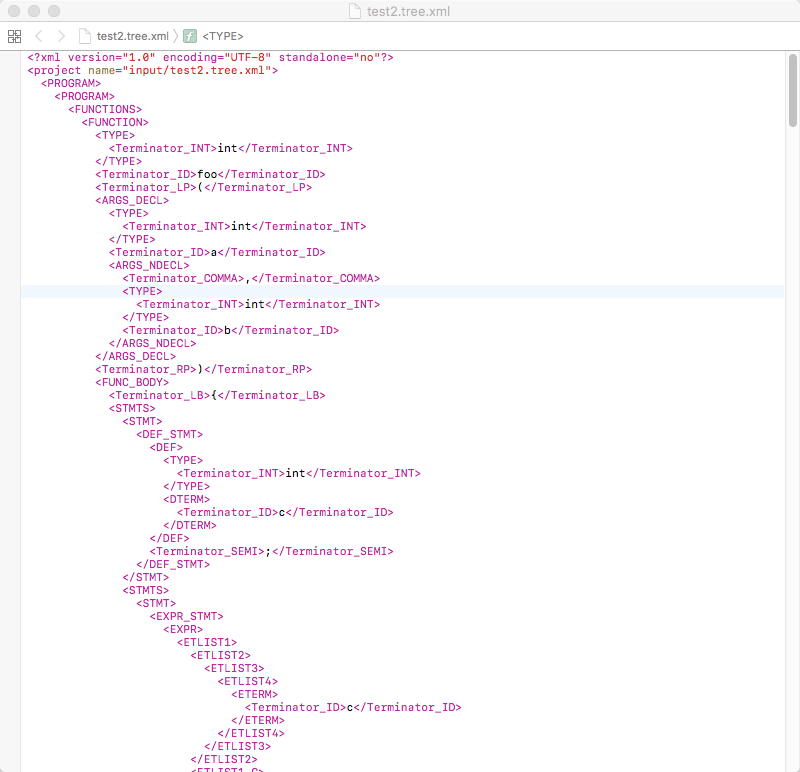 test2.tree.xml
test2.tree.xml 〉 f <TYPE>
<?xml version="1.0" encoding="UTF-8" standalone="no"?>
<project name="input/test2.tree.xml">
  <PROGRAM>
    <PROGRAM>
      <FUNCTIONS>
        <FUNCTION>
          <TYPE>
            <Terminator_INT>int</Terminator_INT>
          </TYPE>
          <Terminator_ID>foo</Terminator_ID>
          <Terminator_LP>(</Terminator_LP>
          <ARGS_DECL>
            <TYPE>
              <Terminator_INT>int</Terminator_INT>
            </TYPE>
            <Terminator_ID>a</Terminator_ID>
            <ARGS_NDECL>
              <Terminator_COMMA>,</Terminator_COMMA>
              <TYPE>
                <Terminator_INT>int</Terminator_INT>
              </TYPE>
              <Terminator_ID>b</Terminator_ID>
            </ARGS_NDECL>
          </ARGS_DECL>
          <Terminator_RP>)</Terminator_RP>
          <FUNC_BODY>
            <Terminator_LB>{</Terminator_LB>
            <STMTS>
              <STMT>
                <DEF_STMT>
                  <DEF>
                    <TYPE>
                      <Terminator_INT>int</Terminator_INT>
                    </TYPE>
                    <DTERM>
                      <Terminator_ID>c</Terminator_ID>
                    </DTERM>
                  </DEF>
                  <Terminator_SEMI>;</Terminator_SEMI>
                </DEF_STMT>
              </STMT>
              <STMTS>
                <STMT>
                  <EXPR_STMT>
                    <EXPR>
                      <ETLIST1>
                        <ETLIST2>
                          <ETLIST3>
                            <ETLIST4>
                              <ETERM>
                                <Terminator_ID>c</Terminator_ID>
                              </ETERM>
                            </ETLIST4>
                          </ETLIST3>
                        </ETLIST2>